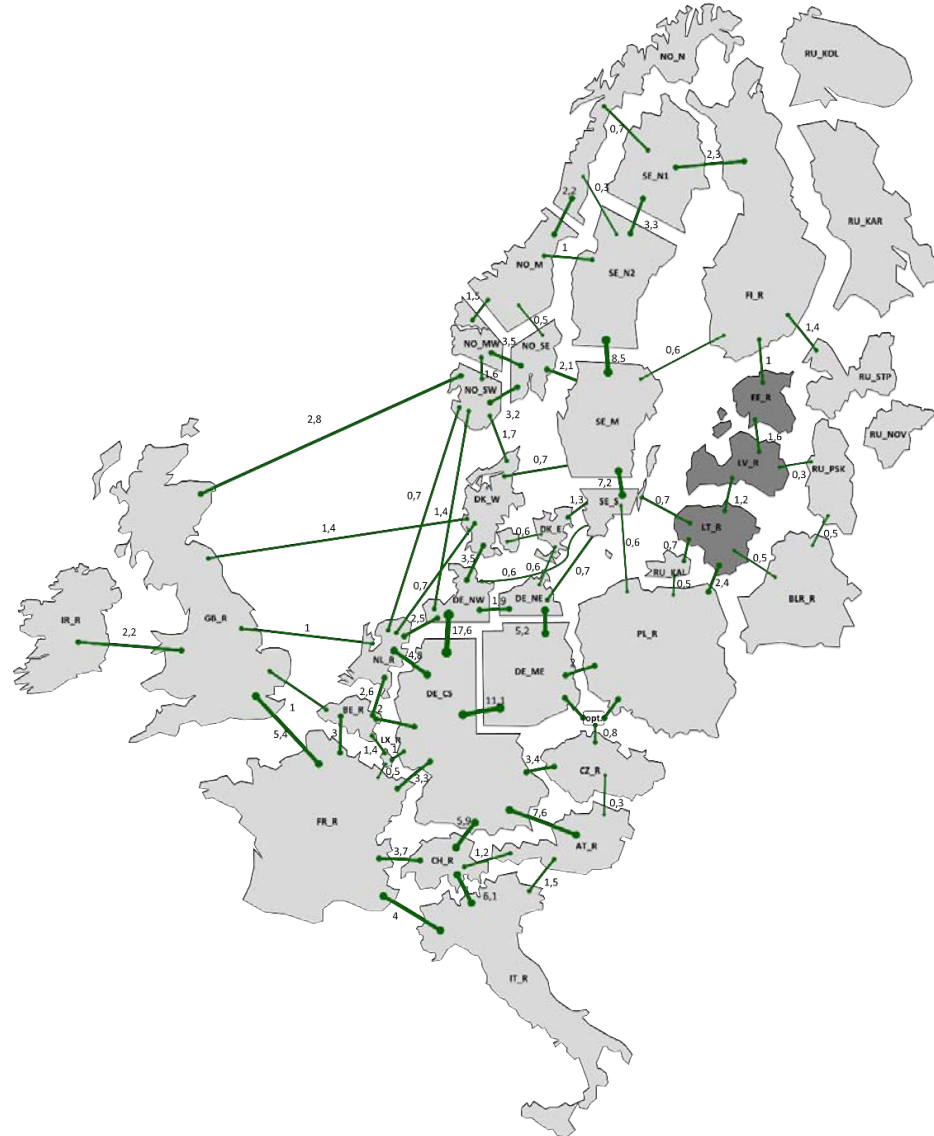 RU_KOL
NO_N
0,7
2,3
SE_N1
0,3
2,2
3,3
RU_KAR
1
NO_M
SE_N2
FI_R
1,5
0,5
1,4
NO_MW
3,5
NO_SE
8,5
0,6
1
RU_STP
1,6
2,1
NO_SW
EE_R
2,8
3,2
SE_M
RU_NOV
1,7
1,6
LV_R
0,7
0,7
RU_PSK
0,3
7,2
DK_W
SE_S
0,7
1,2
1,3
1,4
1,4
DK_E
LT_R
0,6
0,6
0,5
3,5
0,7
0,5
0,6
0,6
0,7
RU_KAL
0,7
0,5
2,4
BLR_R
DE_NW
1,9
DE_NE
IR_R
GB_R
2,5
1
17,6
5,2
PL_R
2,2
NL_R
4,8
DE_ME
2
DE_CS
2,6
11,1
1
BE_R
2
opt.
5,4
3
LX_R
1,4
1
0,8
0,5
3,3
3,4
CZ_R
0,3
7,6
FR_R
5,9
AT_R
3,7
CH_R
1,2
1,5
6,1
4
IT_R